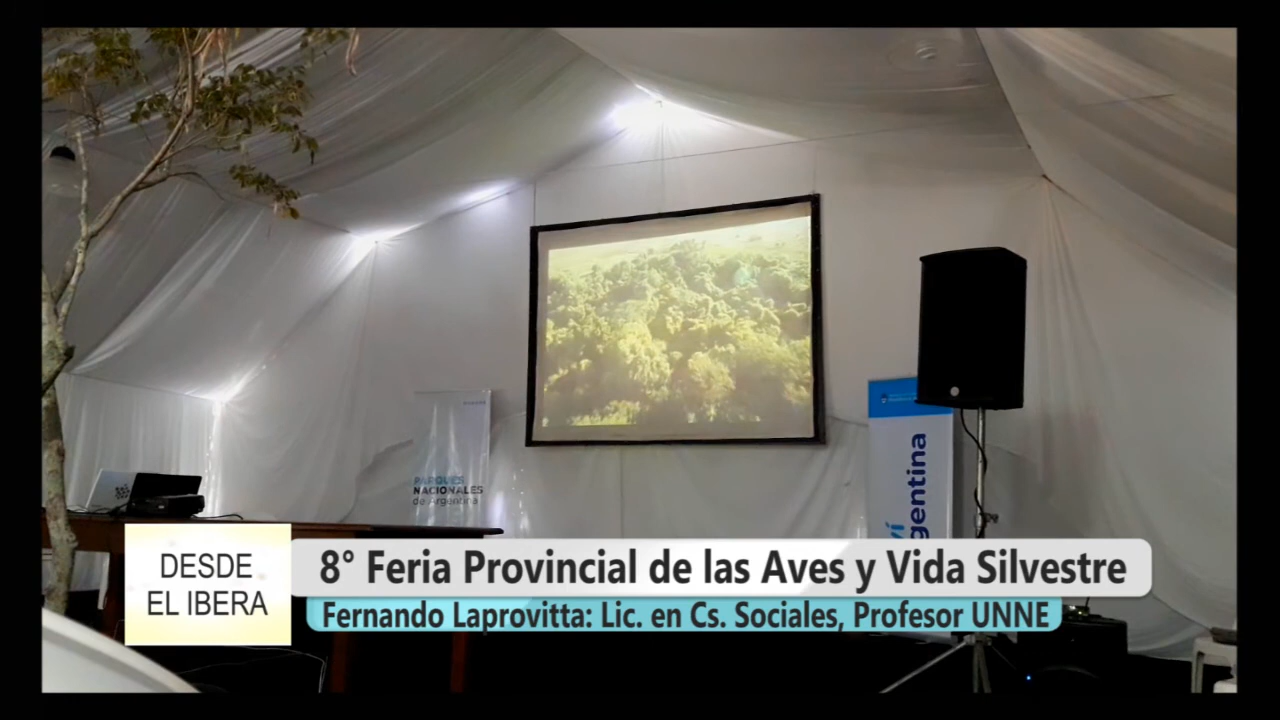 PARQUES
NACIONALES
de Argentina
gentina
DESDE
EL IBERA
8° Feria Provincial de las Aves y Vida Silvestre
Fernando Laprovitta: Lic. en Cs. Sociales, Profesor UNNE